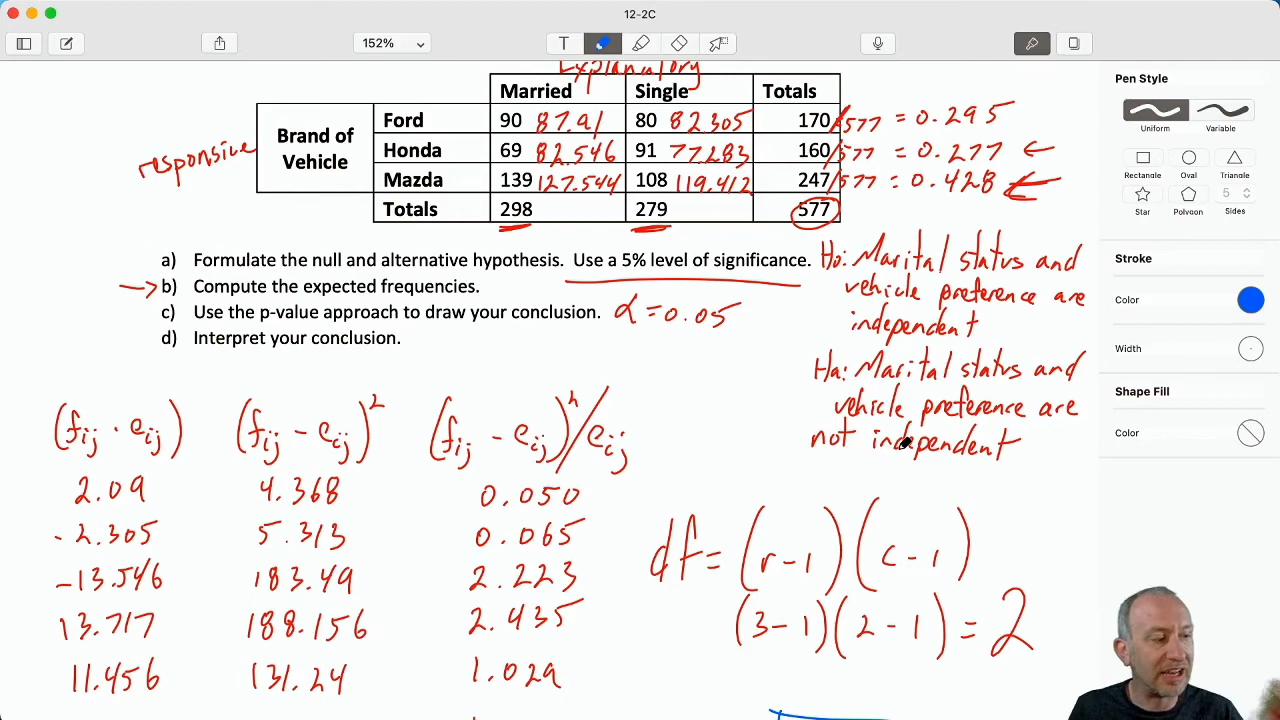 12-2C
152%
T
Explanatory
Married Single Totals
responsive
Brand of
Vehicle
Ford 90 87.91 80 82.305 170 /577 = 0.295
Honda 69 82.546 91 77.283 160 /577 = 0.277 ←
Mazda 139 127.544 108 119.412 247 /577 = 0.428 ←
Totals 298 279 577
a) Formulate the null and alternative hypothesis. Use a 5% level of significance.
→ b) Compute the expected frequencies.
c) Use the p-value approach to draw your conclusion. α = 0.05
d) Interpret your conclusion.
Ho: Marital status and
vehicle preference are
independent
Ha: Marital status and
vehicle preference are
not independent
(fij - eij) (fij - eij)² (fij - eij)²/eij
2.09 4.368 0.050
-2.305 5.313 0.065
-13.546 183.49 2.223
13.717 188.156 2.435
11.456 131.24 1.029
df = (r-1)(c-1)
(3-1)(2-1) = 2
Pen Style
Uniform Variable
Rectangle Oval Triangle
Star Polygon 5 Sides
Stroke
Color
Width
Shape Fill
Color